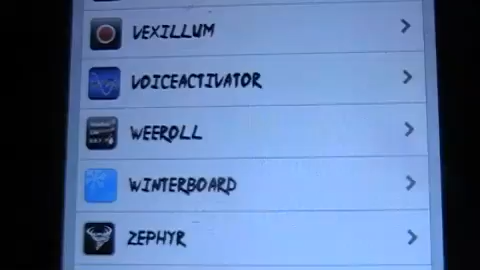 VEXILLUM
VOICEACTIVATOR
WEEROLL
WINTERBOARD
ZEPHYR